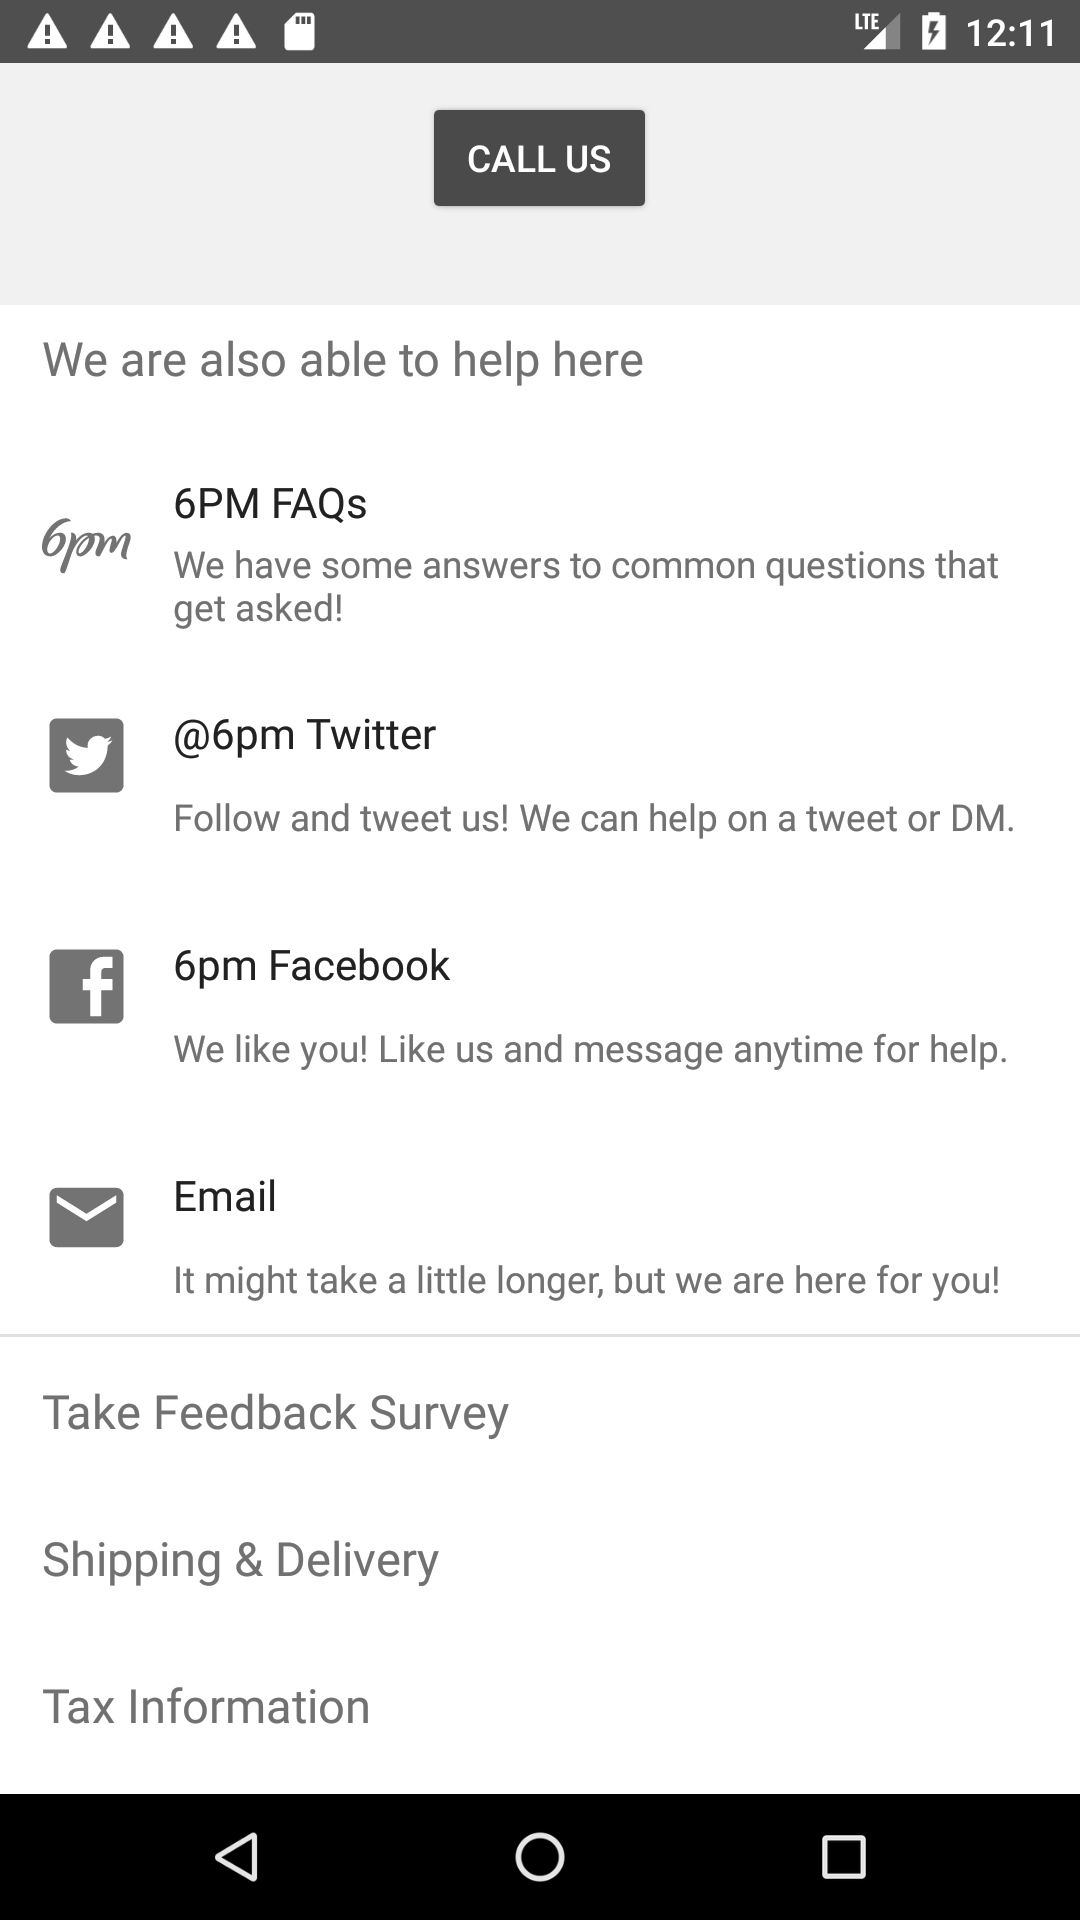 LTE 12:11
CALL US
We are also able to help here
6pm
6PM FAQs
We have some answers to common questions that
get asked!
@6pm Twitter
Follow and tweet us! We can help on a tweet or DM.
6pm Facebook
We like you! Like us and message anytime for help.
Email
It might take a little longer, but we are here for you!
Take Feedback Survey
Shipping & Delivery
Tax Information